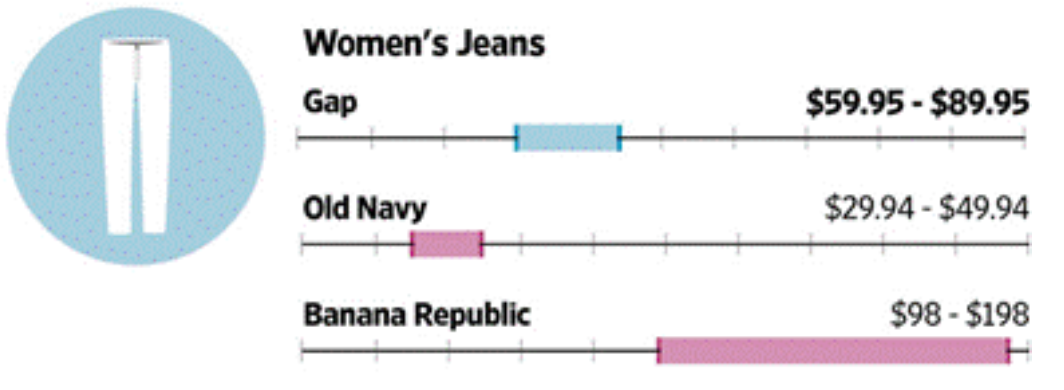 Women's Jeans
Gap $59.95 - $89.95
Old Navy $29.94 - $49.94
Banana Republic $98 - $198